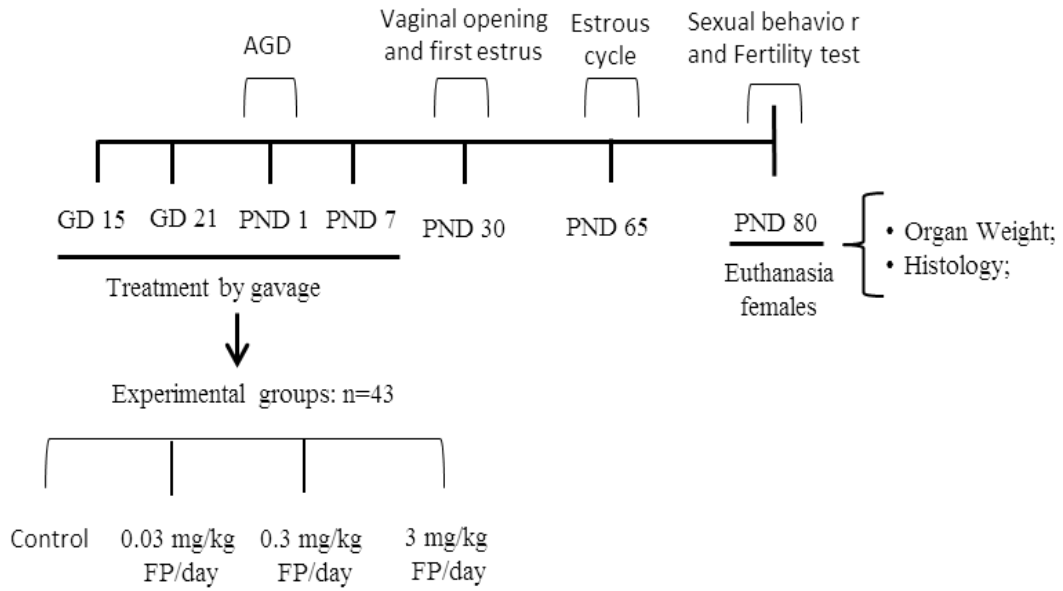 AGD
Vaginal opening
and first estrus
Estrous
cycle
Sexual behavio r
and Fertility test
GD 15
GD 21
PND 1
PND 7
PND 30
PND 65
PND 80
Treatment by gavage
Euthanasia
females
• Organ Weight;
• Histology;
Experimental groups: n=43
Control
0.03 mg/kg
FP/day
0.3 mg/kg
FP/day
3 mg/kg
FP/day